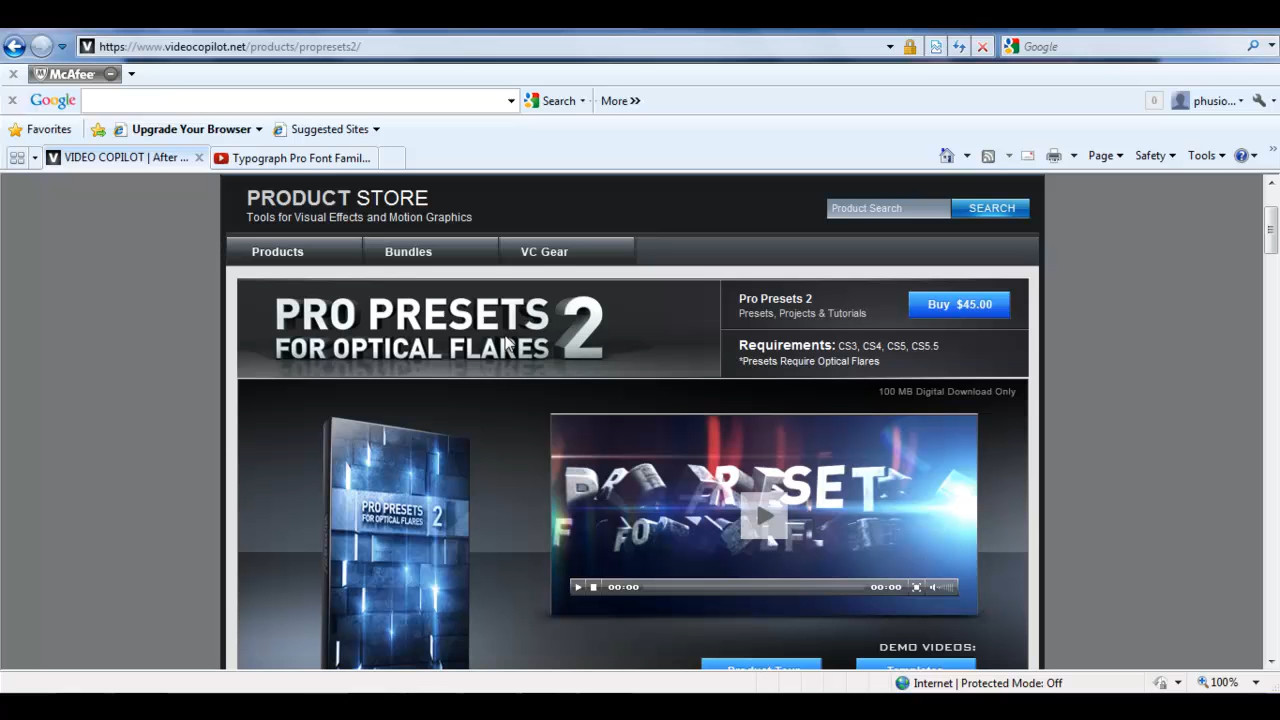 https://www.videocopilot.net/products/propresets2/
Google
McAfee
Google
Search
More >>
0
phusio...
Favorites
Upgrade Your Browser
Suggested Sites
VIDEO COPILOT | After ...
Typograph Pro Font Famil...
Page
Safety
Tools
PRODUCT STORE
Tools for Visual Effects and Motion Graphics
Product Search
SEARCH
Products
Bundles
VC Gear
PRO PRESETS 2
FOR OPTICAL FLARES
Pro Presets 2
Presets, Projects & Tutorials
Buy $45.00
Requirements: CS3, CS4, CS5, CS5.5
*Presets Require Optical Flares
100 MB Digital Download Only
PRO PRESETS 2
FOR OPTICAL FLARES
00:00
00:00
DEMO VIDEOS:
Product Tour
Templates
Internet | Protected Mode: Off
100%